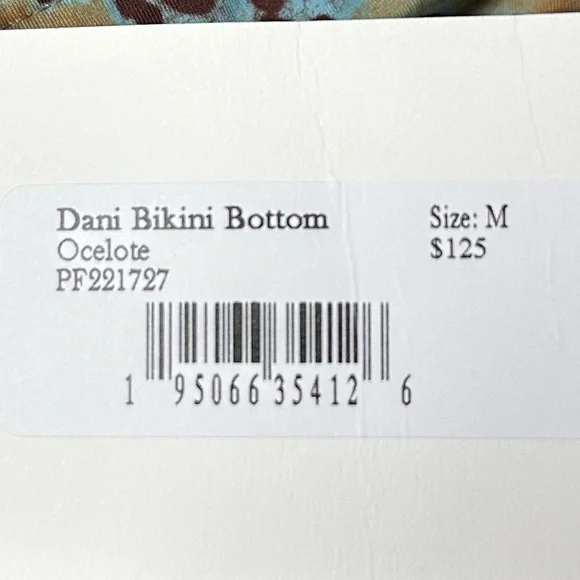 Dani Bikini Bottom Size: M
Ocelote $125
PF221727
1 95066 35412 6